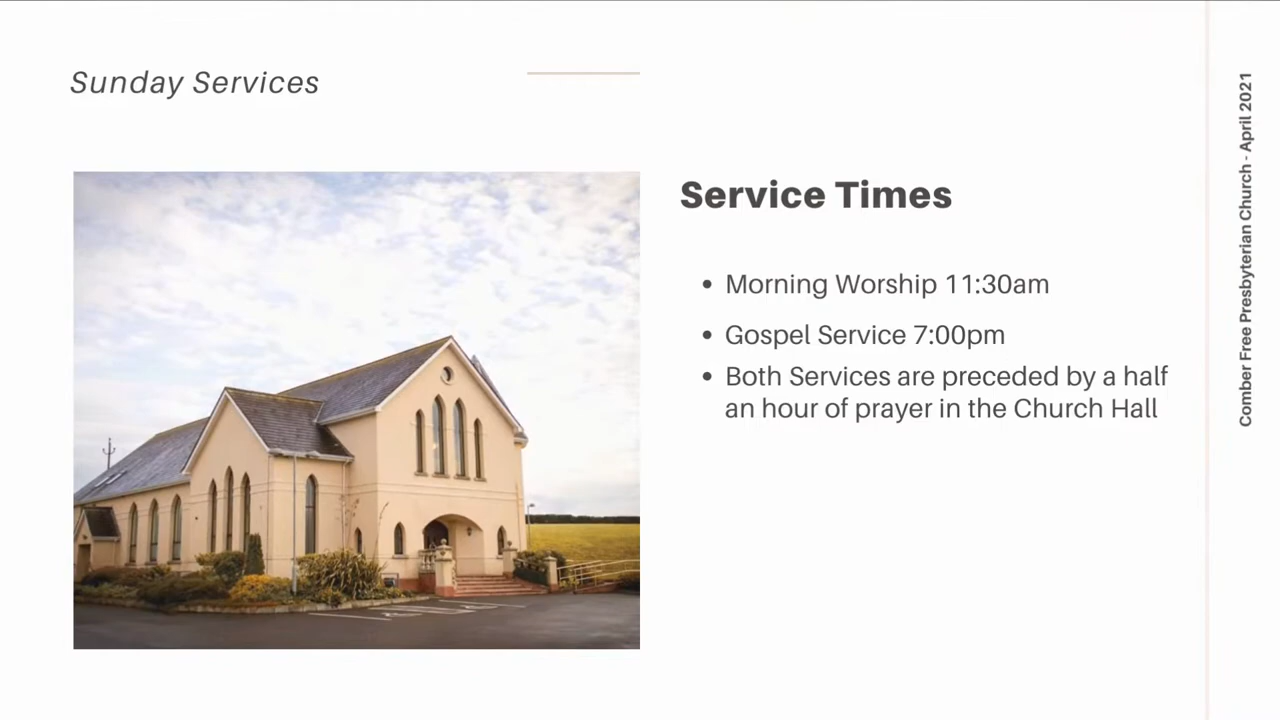 Sunday Services
Service Times
• Morning Worship 11:30am
• Gospel Service 7:00pm
• Both Services are preceded by a half
an hour of prayer in the Church Hall
Comber Free Presbyterian Church - April 2021